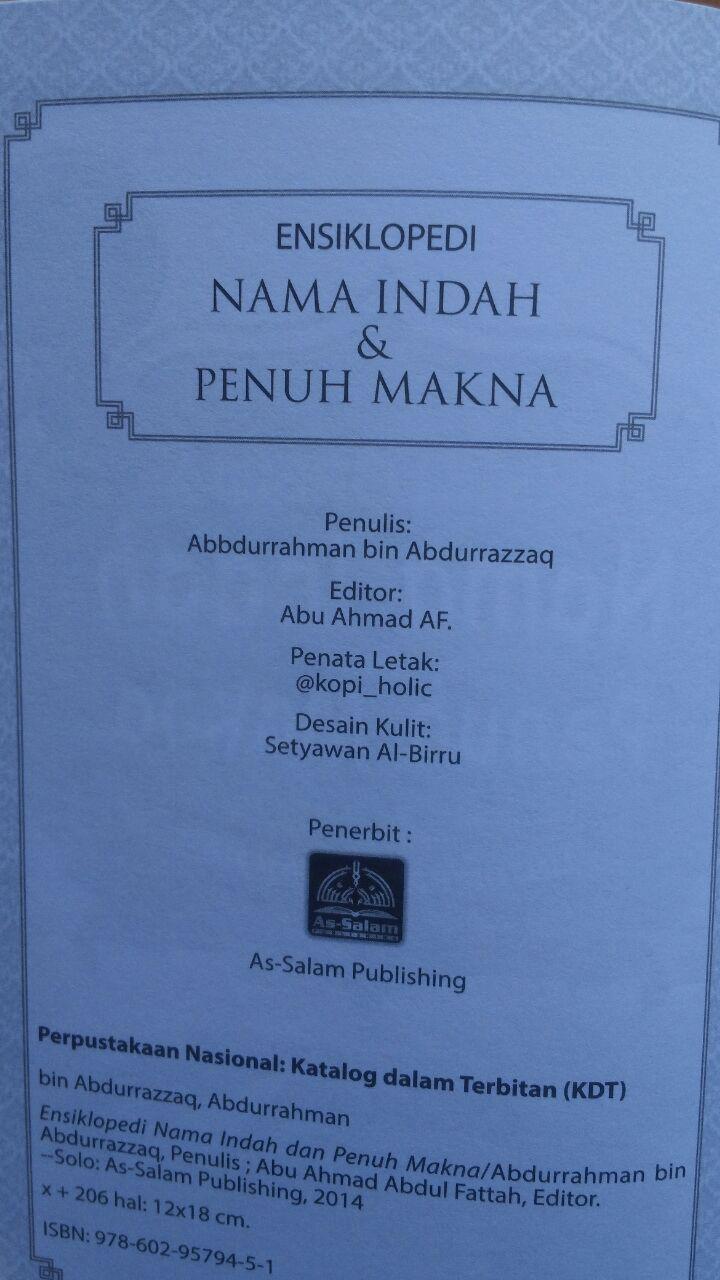 ENSIKLOPEDI
NAMA INDAH
&
PENUH MAKNA
Penulis:
Abbdurrahman bin Abdurrazzaq
Editor:
Abu Ahmad AF.
Penata Letak:
@kopi_holic
Desain Kulit:
Setyawan Al-Birru
Penerbit :
As-Salam
As-Salam Publishing
Perpustakaan Nasional: Katalog dalam Terbitan (KDT)
bin Abdurrazzaq, Abdurrahman
Ensiklopedi Nama Indah dan Penuh Makna/Abdurrahman bin
Abdurrazzaq, Penulis ; Abu Ahmad Abdul Fattah, Editor.
--Solo: As-Salam Publishing, 2014
x + 206 hal: 12x18 cm.
ISBN: 978-602-95794-5-1